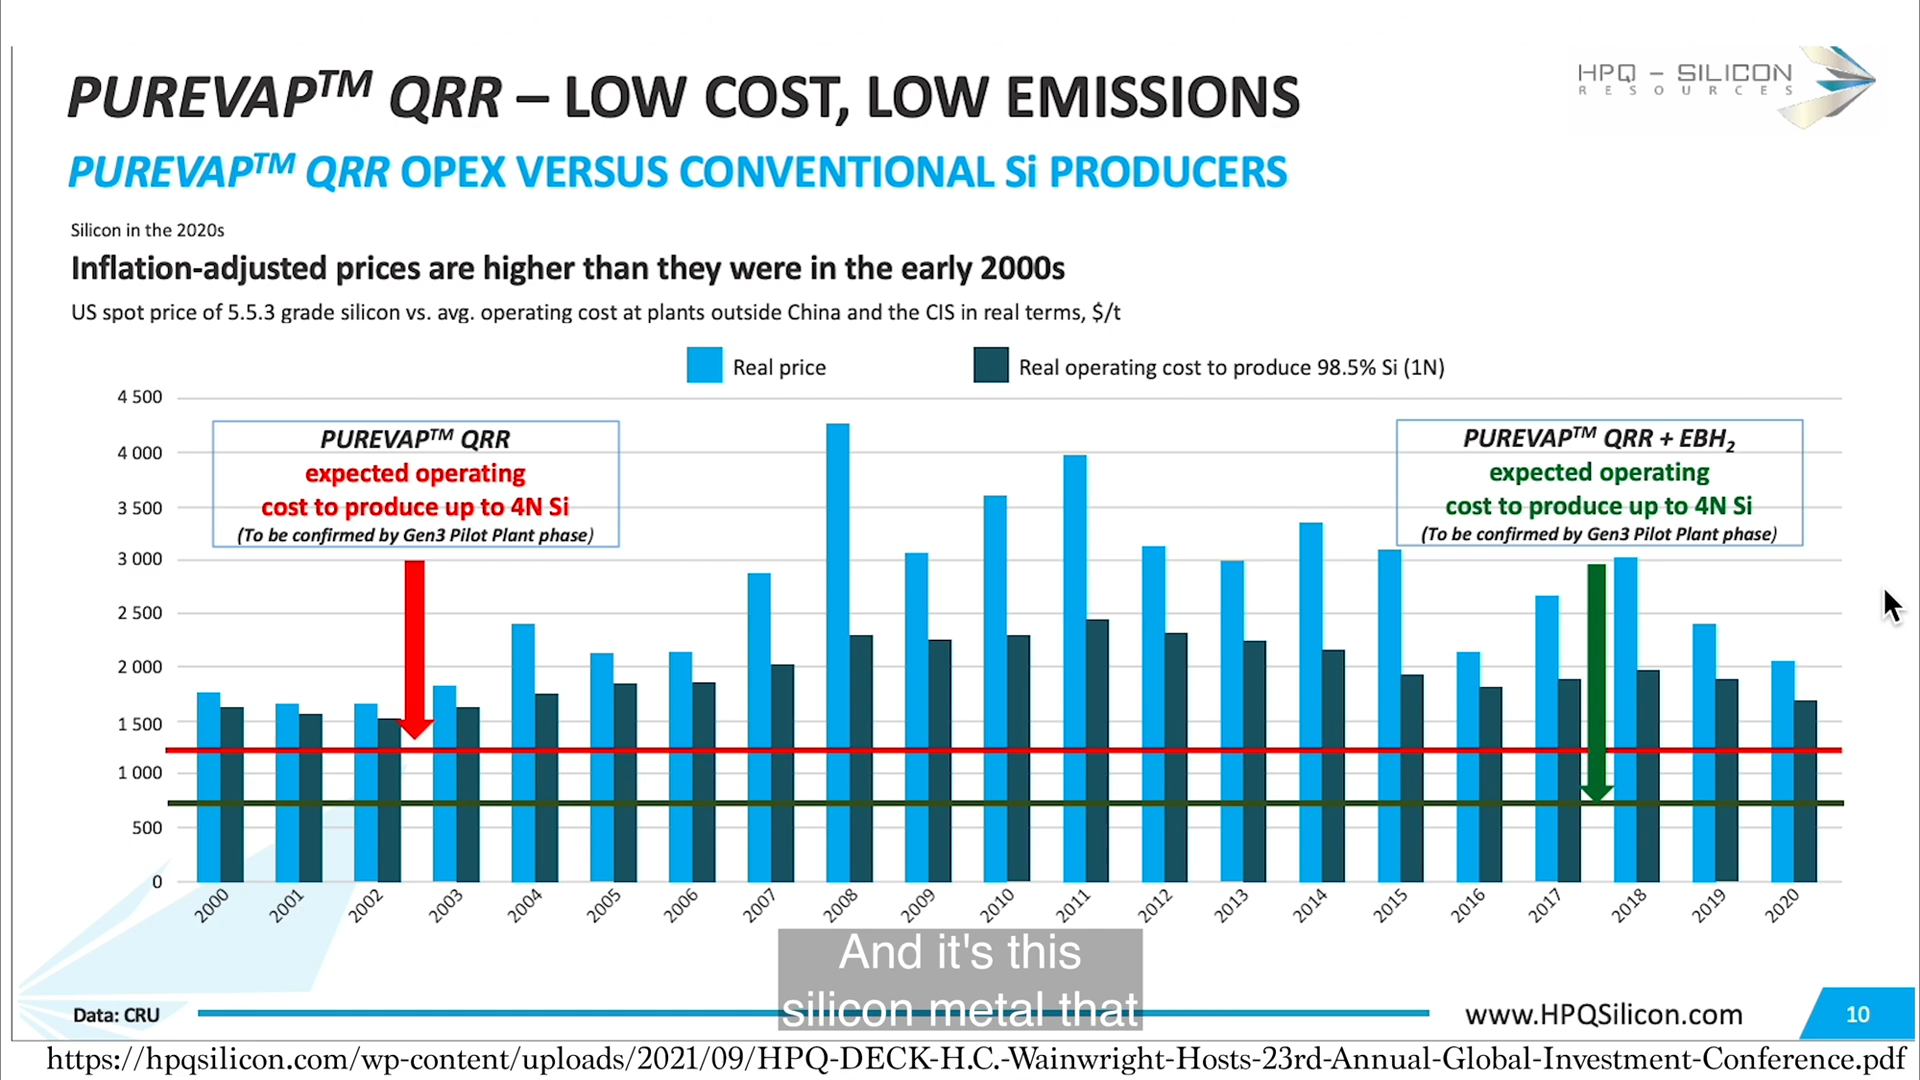 PUREVAP™ QRR – LOW COST, LOW EMISSIONS
HPQ – SILICON
RESOURCES
PUREVAP™ QRR OPEX VERSUS CONVENTIONAL Si PRODUCERS
Silicon in the 2020s
Inflation-adjusted prices are higher than they were in the early 2000s
US spot price of 5.5.3 grade silicon vs. avg. operating cost at plants outside China and the CIS in real terms, $/t
Real price
Real operating cost to produce 98.5% Si (1N)
4 500
4 000
3 500
3 000
2 500
2 000
1 500
1 000
500
0
PUREVAP™ QRR
expected operating
cost to produce up to 4N Si
(To be confirmed by Gen3 Pilot Plant phase)
PUREVAP™ QRR + EBH₂
expected operating
cost to produce up to 4N Si
(To be confirmed by Gen3 Pilot Plant phase)
2000 2001 2002 2003 2004 2005 2006 2007 2008 2009 2010 2011 2012 2013 2014 2015 2016 2017 2018 2019 2020
And it's this
silicon metal that
Data: CRU
www.HPQSilicon.com
10
https://hpqsilicon.com/wp-content/uploads/2021/09/HPQ-DECK-H.C.-Wainwright-Hosts-23rd-Annual-Global-Investment-Conference.pdf